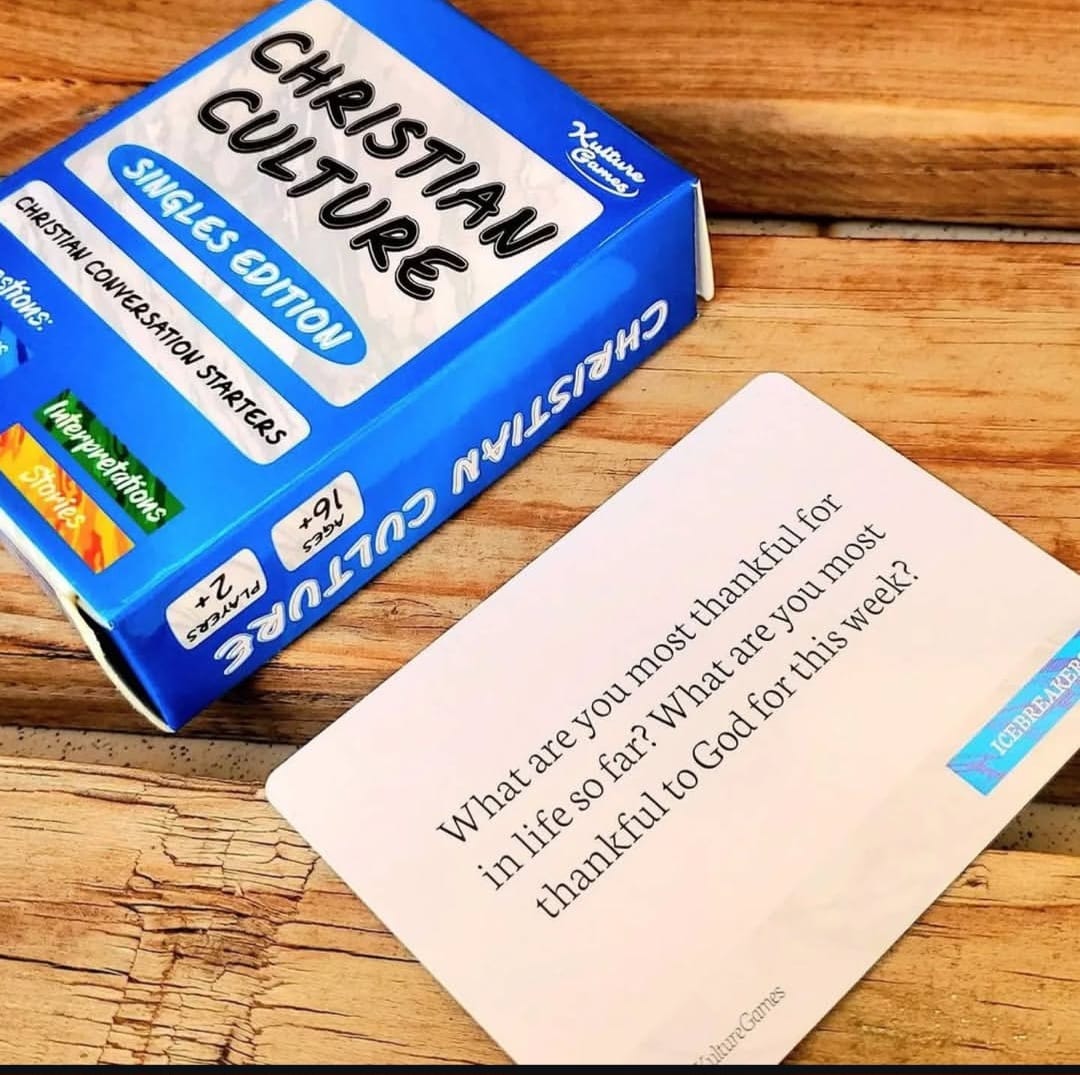 CHRISTIAN
CULTURE
Kulture
Games
SINGLES EDITION
CHRISTIAN CONVERSATION STARTERS
Interpretations
Stories
CHRISTIAN CULTURE
AGES
16+
PLAYERS
2+
What are you most thankful for
in life so far? What are you most
thankful to God for this week?
ICEBREAKER
KultureGames